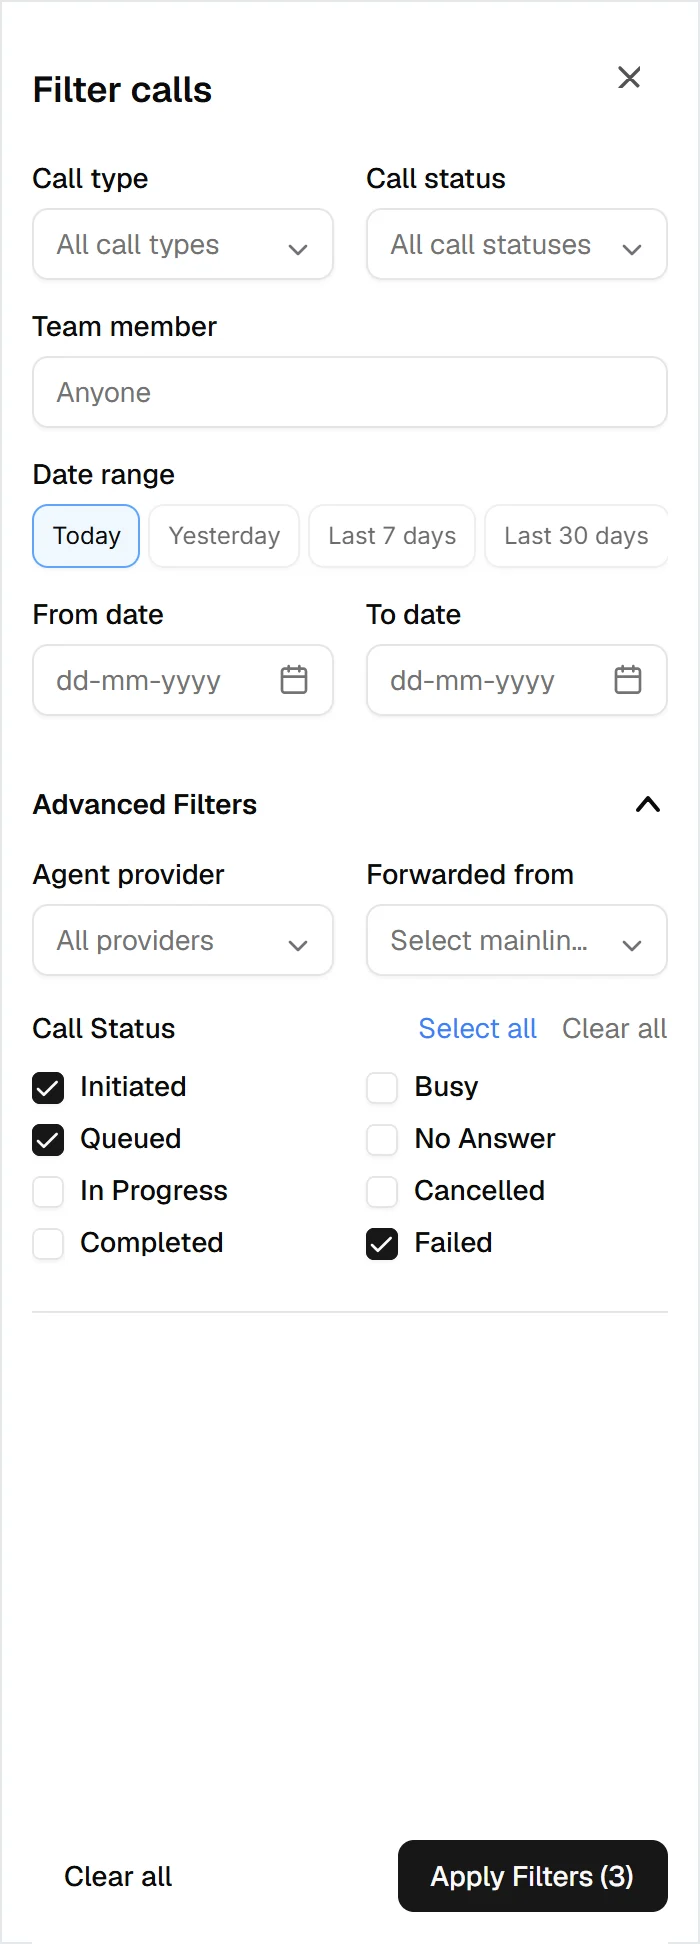 Filter calls
Call type
Call status
All call types
All call statuses
Team member
Anyone
Date range
Today
Yesterday
Last 7 days
Last 30 days
From date
To date
dd-mm-yyyy
dd-mm-yyyy
Advanced Filters
Agent provider
Forwarded from
All providers
Select mainlin...
Call Status
Select all
Clear all
Initiated
Busy
Queued
No Answer
In Progress
Cancelled
Completed
Failed
Clear all
Apply Filters (3)